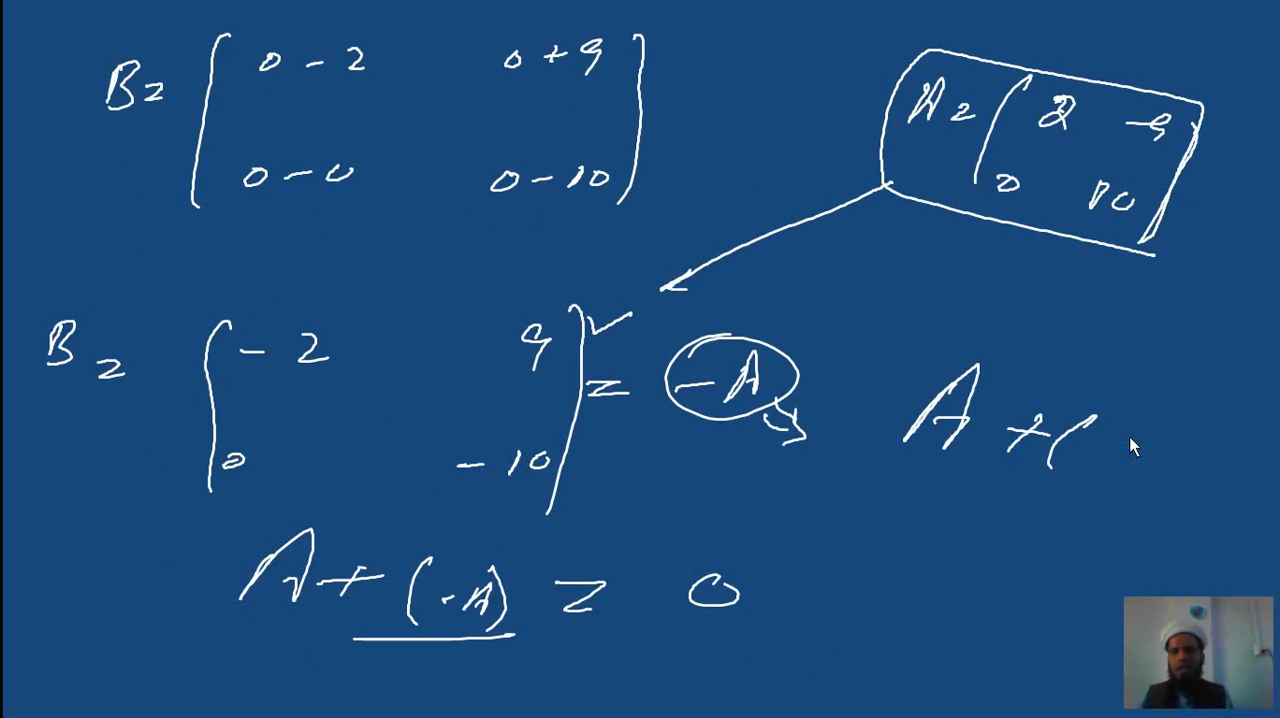 B = [ 0 - 2 0 + 9
0 - 0 0 - 10 ]
A = [ 2 -9
0 10 ]
B = [ - 2 9
0 - 10 ] = -A
A + (
A + (-A) = 0